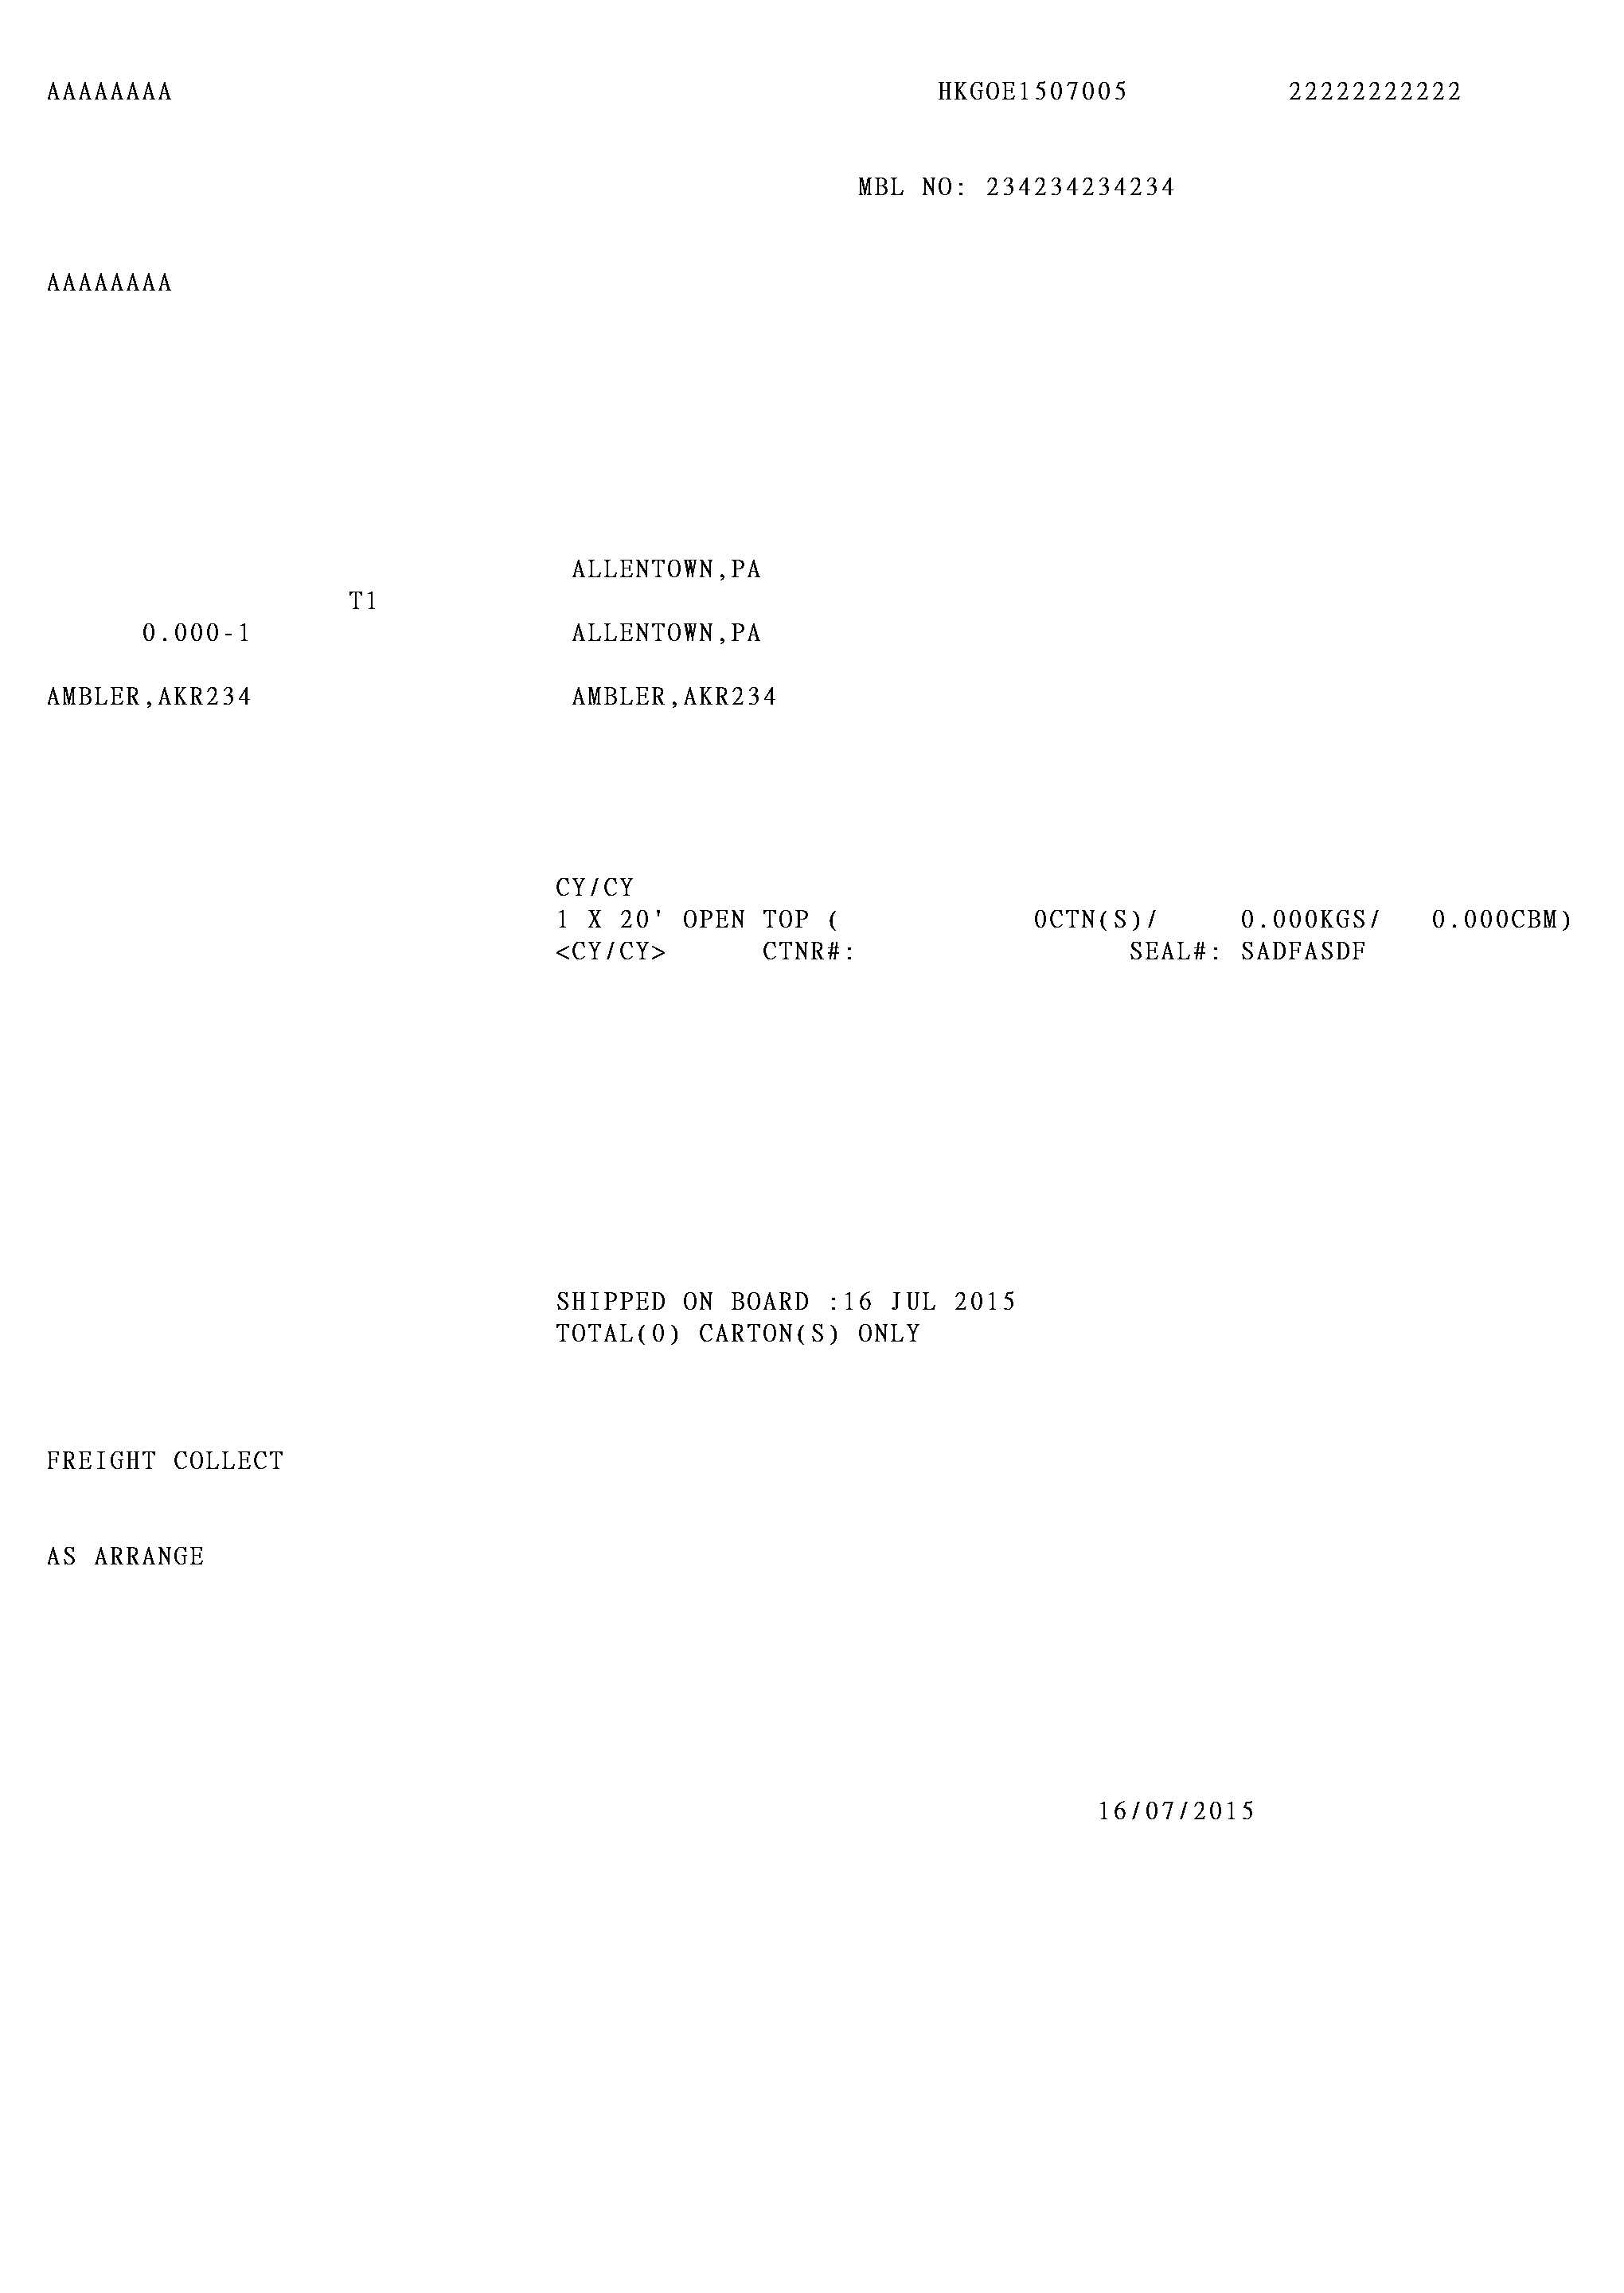 AAAAAAAA HKGOE1507005 22222222222
MBL NO: 234234234234
AAAAAAAA
ALLENTOWN,PA
T1
0.000-1 ALLENTOWN,PA
AMBLER,AKR234 AMBLER,AKR234
CY/CY
1 X 20' OPEN TOP ( 0CTN(S)/ 0.000KGS/ 0.000CBM)
<CY/CY> CTNR#: SEAL#: SADFASDF
SHIPPED ON BOARD :16 JUL 2015
TOTAL(0) CARTON(S) ONLY
FREIGHT COLLECT
AS ARRANGE
16/07/2015